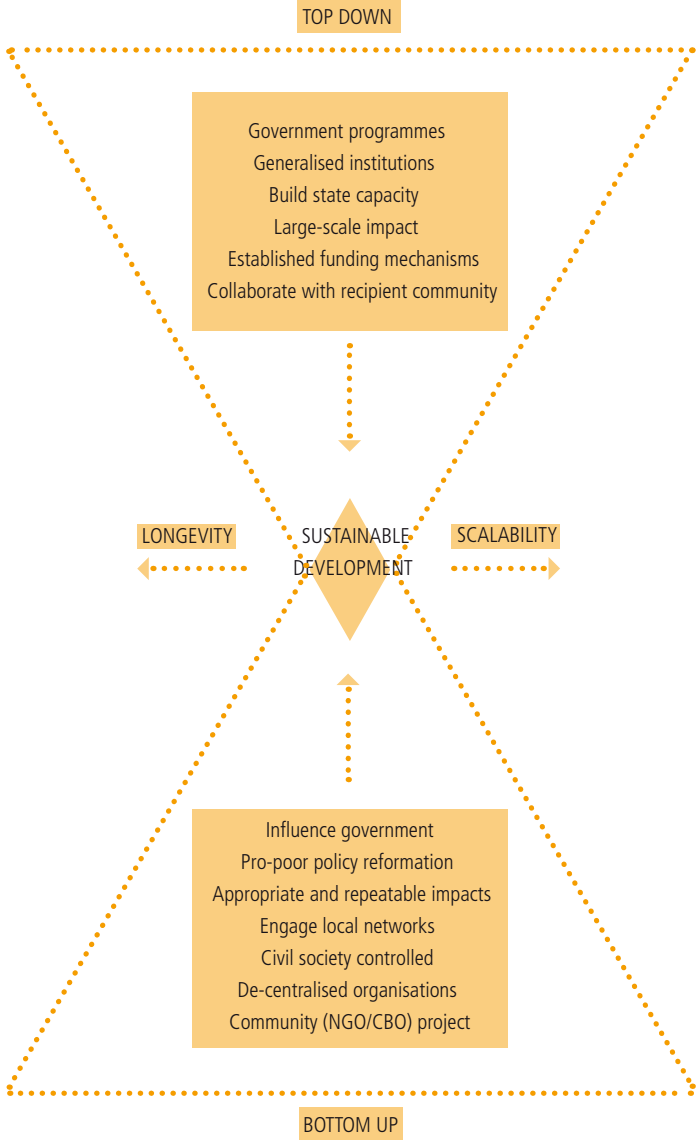 TOP DOWN
Government programmes
Generalised institutions
Build state capacity
Large-scale impact
Established funding mechanisms
Collaborate with recipient community
LONGEVITY
SUSTAINABLE
DEVELOPMENT
SCALABILITY
Influence government
Pro-poor policy reformation
Appropriate and repeatable impacts
Engage local networks
Civil society controlled
De-centralised organisations
Community (NGO/CBO) project
BOTTOM UP